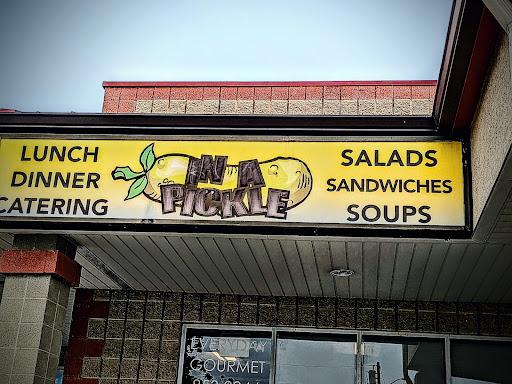 LUNCH
DINNER
CATERING
IN A
PICKLE
SALADS
SANDWICHES
SOUPS
EVERYDAY
GOURMET